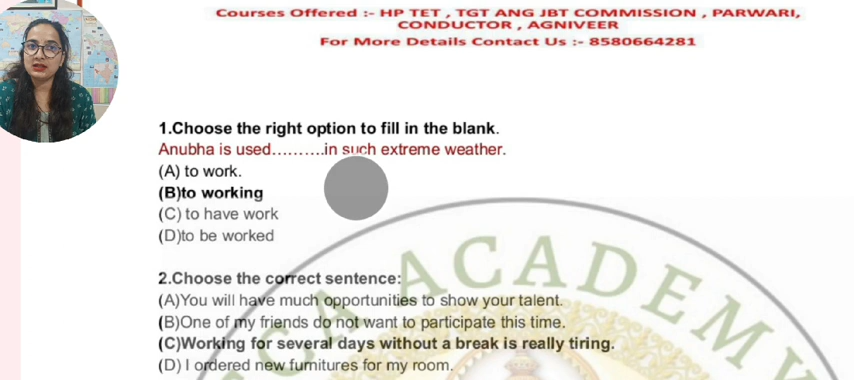 Courses Offered :- HP TET , TGT ANG JBT COMMISSION , PARWARI,
CONDUCTOR , AGNIVEER
For More Details Contact Us :- 8580664281
1.Choose the right option to fill in the blank.
Anubha is used..........in such extreme weather.
(A) to work.
(B)to working
(C) to have work
(D)to be worked
2.Choose the correct sentence:
(A)You will have much opportunities to show your talent.
(B)One of my friends do not want to participate this time.
(C)Working for several days without a break is really tiring.
(D) I ordered new furnitures for my room.
ACADEM